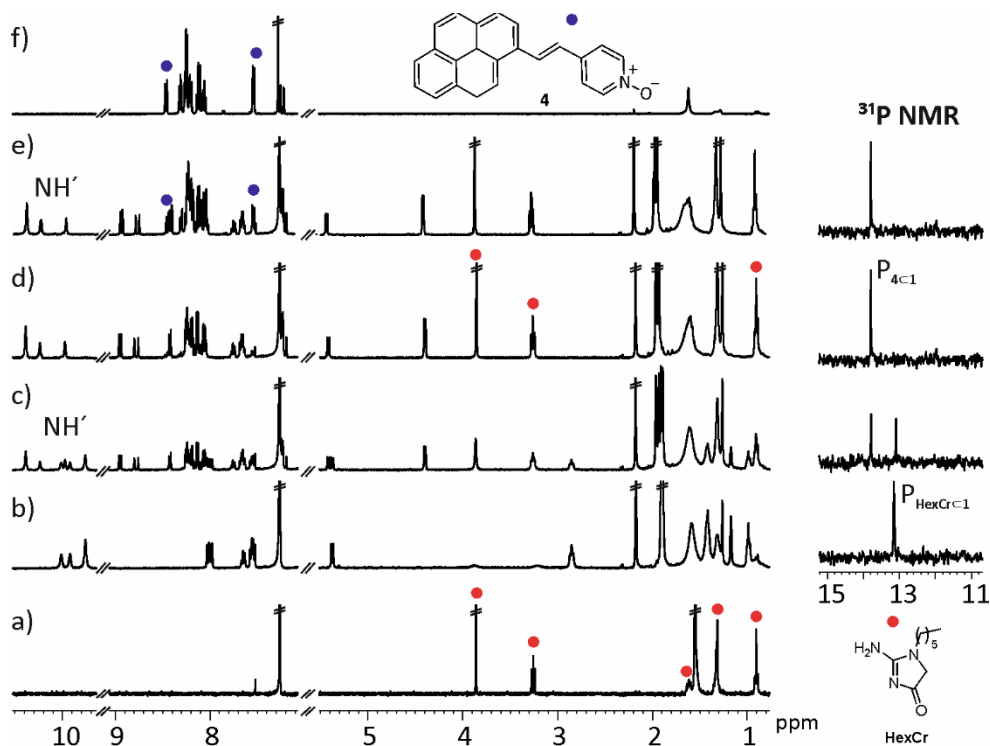 f)
4
N
+
O
−
³¹P NMR
e)
NH´
d)
P4⊂1
c)
NH´
b)
PHexCr⊂1
15 13 11
a)
( )5
H2N
N
N
O
HexCr
10 9 8 5 4 3 2 1 ppm